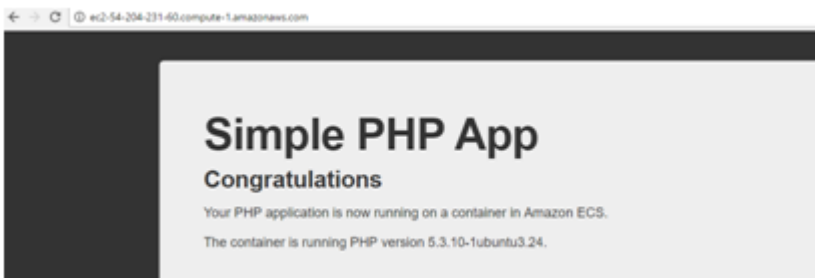 ec2-54-204-231-60.compute-1.amazonaws.com
Simple PHP App
Congratulations
Your PHP application is now running on a container in Amazon ECS.
The container is running PHP version 5.3.10-1ubuntu3.24.